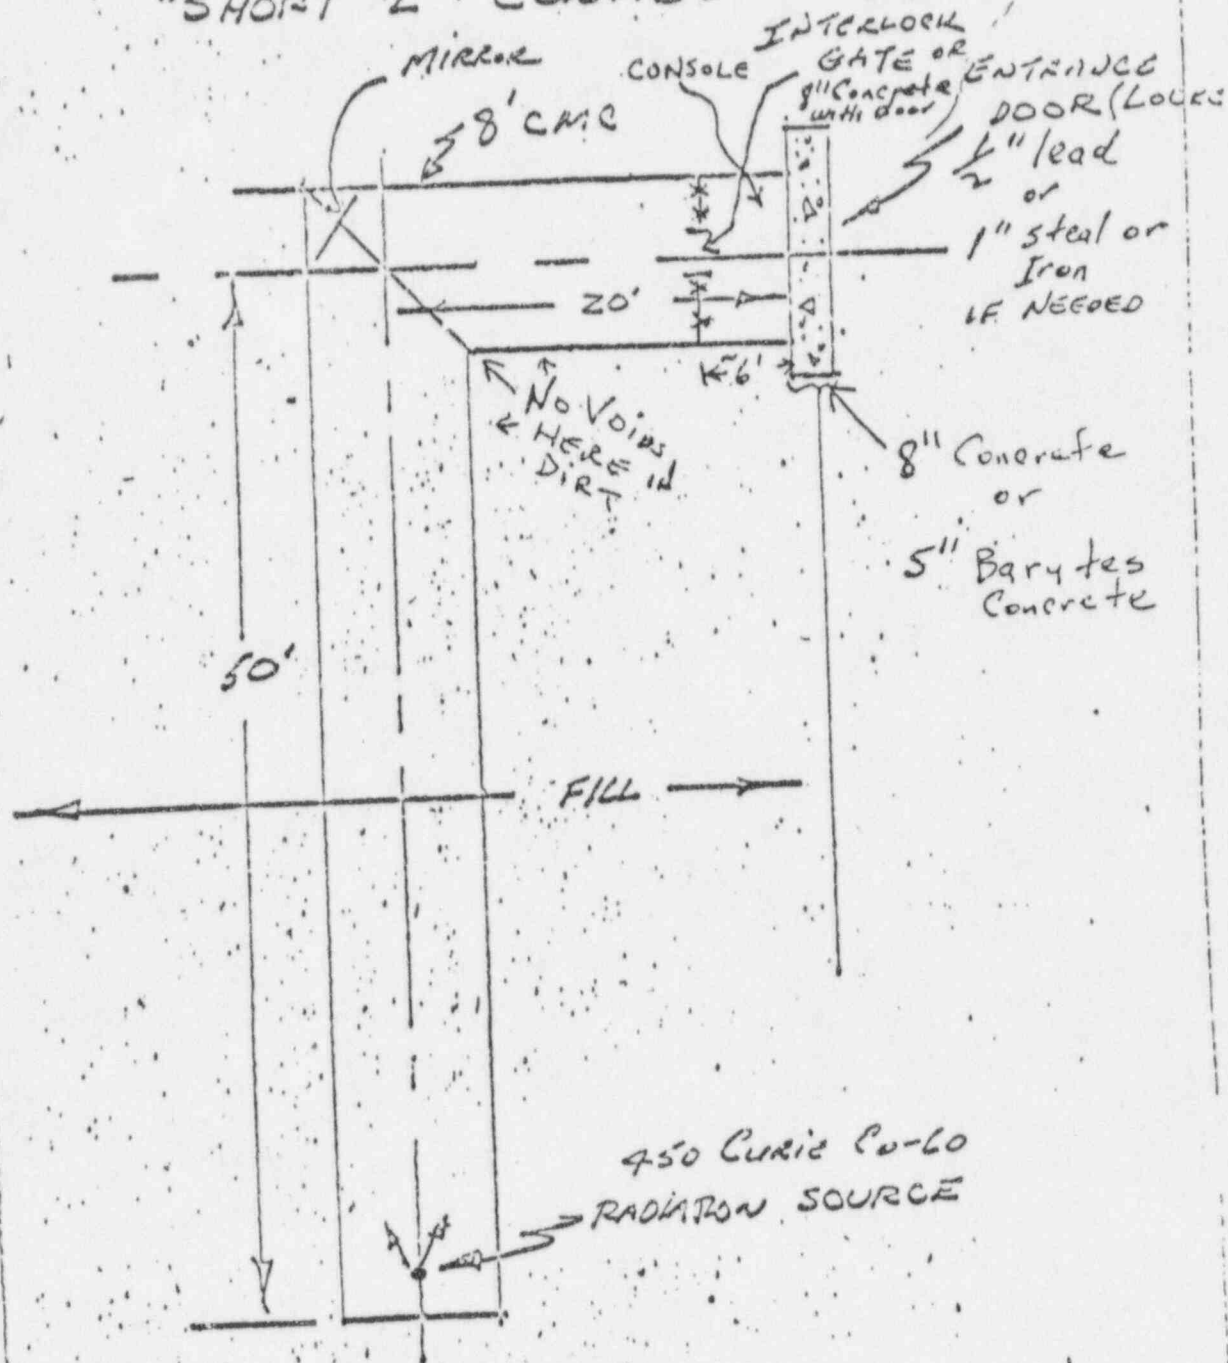 "SHORT L"
MIRROR
CONSOLE
INTERLOCK
GATE OR
8" Concrete
with door
ENTRANCE
DOOR (LOCK
1/2" lead
or
1" steal or
Iron
IF NEEDED
8' CMC
20'
6'
No Voids
HERE IN
DIRT
8" Concrete
or
5" Barytes
Concrete
50'
FILL
450 Curie Co-60
RADIATION SOURCE